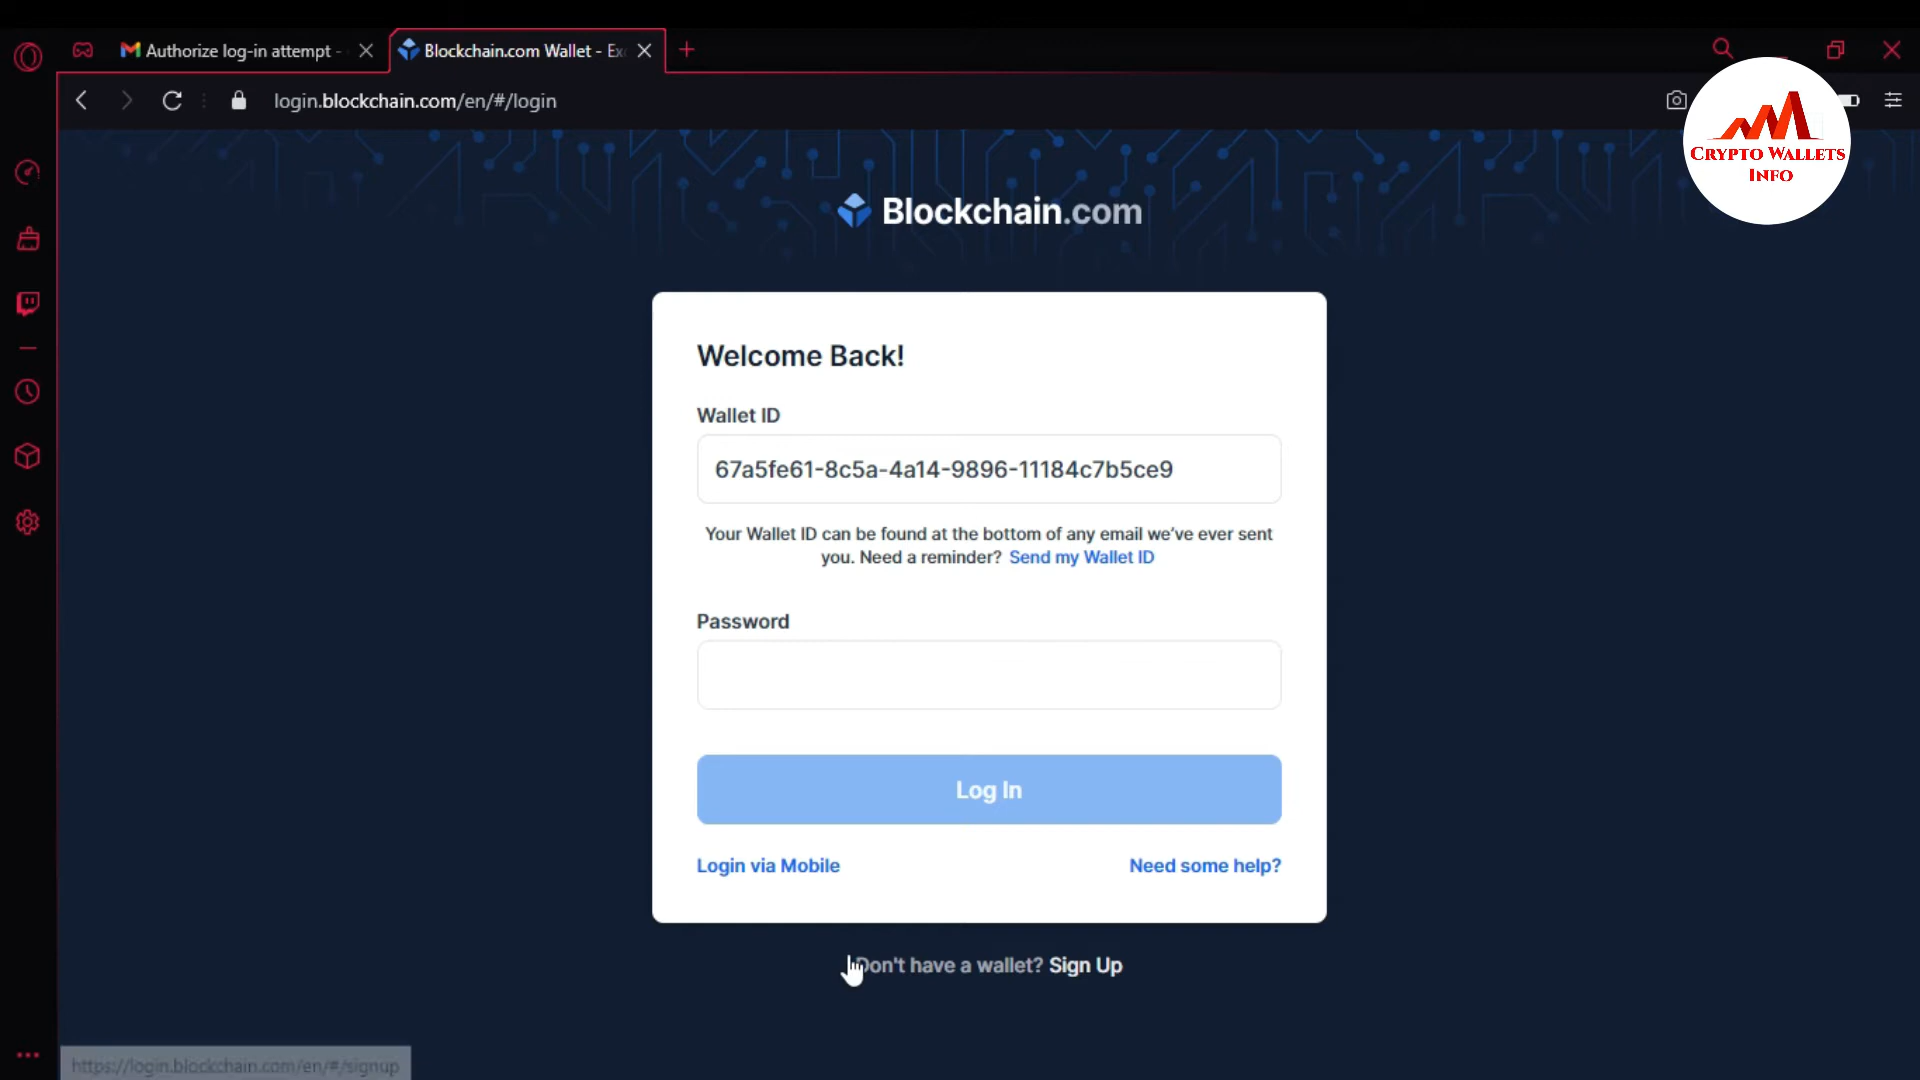 Authorize log-in attempt -
Blockchain.com Wallet - Ex
login.blockchain.com/en/#/login
CRYPTO WALLETS
INFO
Blockchain.com
Welcome Back!
Wallet ID
67a5fe61-8c5a-4a14-9896-11184c7b5ce9
Your Wallet ID can be found at the bottom of any email we've ever sent
you. Need a reminder? Send my Wallet ID
Password
Log In
Login via Mobile
Need some help?
Don't have a wallet? Sign Up
https://login.blockchain.com/en/#/signup